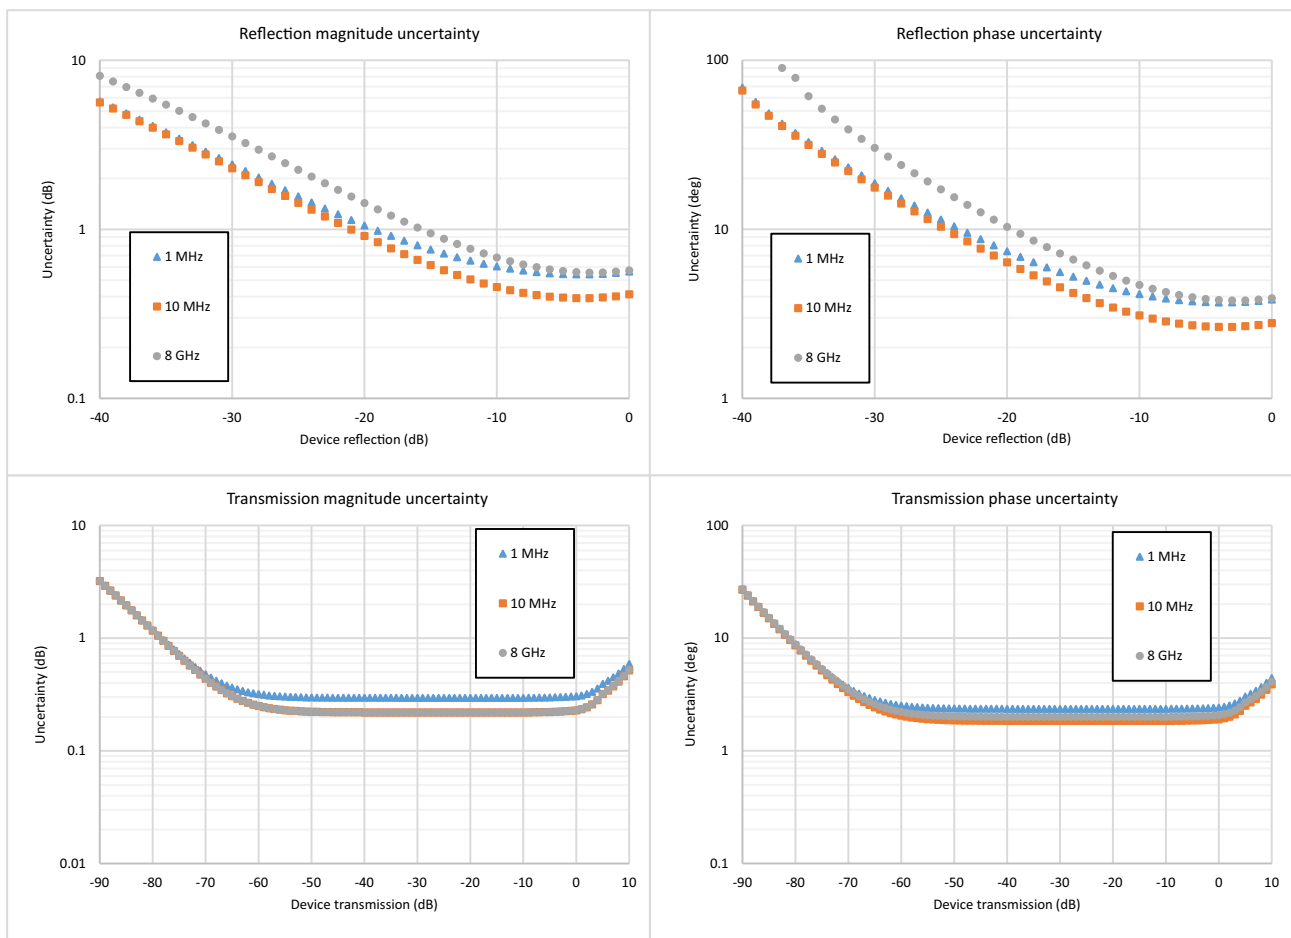 Reflection magnitude uncertainty
10
1
0.1
Uncertainty (dB)
1 MHz
10 MHz
8 GHz
-40 -30 -20 -10 0
Device reflection (dB)
Reflection phase uncertainty
100
10
1
Uncertainty (deg)
1 MHz
10 MHz
8 GHz
-40 -30 -20 -10 0
Device reflection (dB)
Transmission magnitude uncertainty
10
1
0.1
0.01
Uncertainty (dB)
1 MHz
10 MHz
8 GHz
-90 -80 -70 -60 -50 -40 -30 -20 -10 0 10
Device transmission (dB)
Transmission phase uncertainty
100
10
1
0.1
Uncertainty (deg)
1 MHz
10 MHz
8 GHz
-90 -80 -70 -60 -50 -40 -30 -20 -10 0 10
Device transmission (dB)